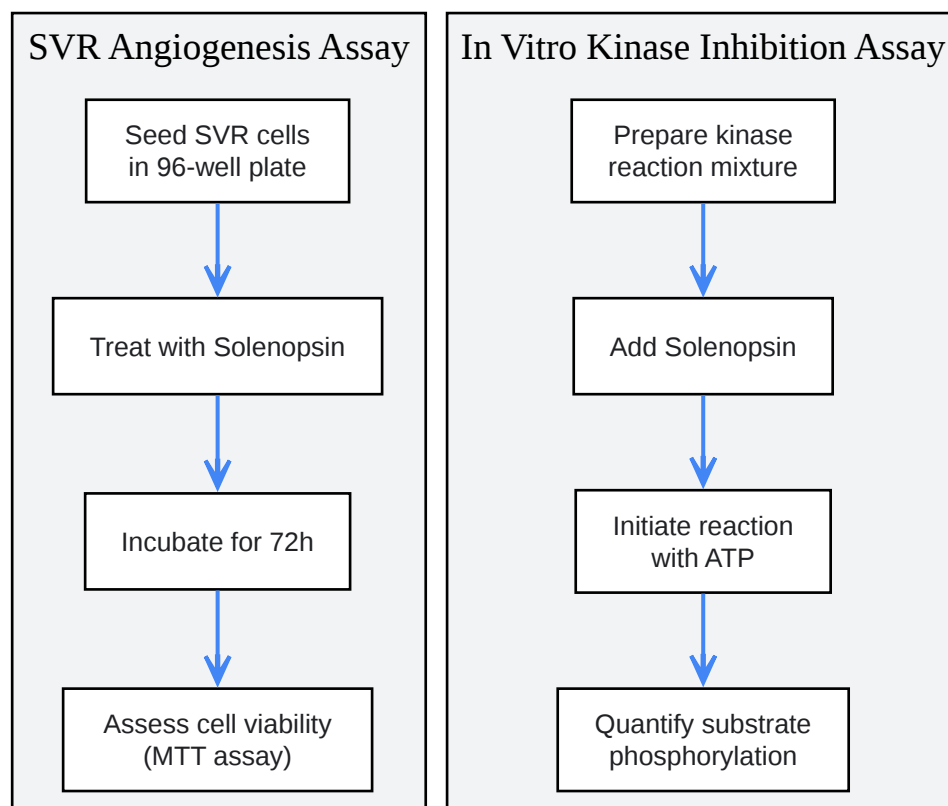 SVR Angiogenesis Assay
Seed SVR cells
in 96-well plate
Treat with Solenopsin
Incubate for 72h
Assess cell viability
(MTT assay)
In Vitro Kinase Inhibition Assay
Prepare kinase
reaction mixture
Add Solenopsin
Initiate reaction
with ATP
Quantify substrate
phosphorylation